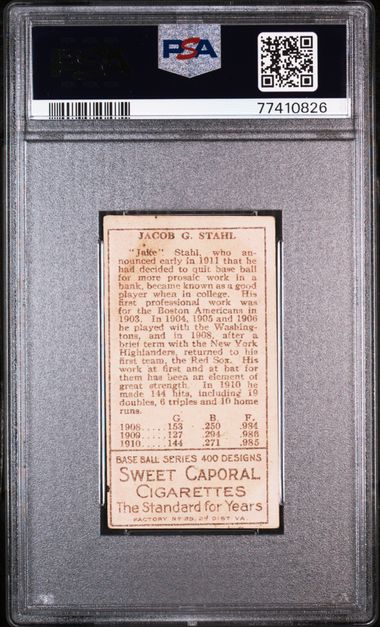 PSA
77410826
JACOB G. STAHL
"Jake" Stahl, who an-
nounced early in 1911 that he
had decided to quit base ball
for more prosaic work in a
bank, became known as a good
player when in college. His
first professional work was
for the Boston Americans in
1903. In 1904, 1905 and 1906
he played with the Washing-
tons, and in 1908, after a
brief term with the New York
Highlanders, returned to his
first team, the Red Sox. His
work at first and at bat for
them has been an element of
great strength. In 1910 he
made 144 hits, including 19
doubles, 6 triples and 10 home
runs.
G. B. F.
1908 153 .250 .984
1909 127 .294 .986
1910 144 .271 .985
BASE BALL SERIES 400 DESIGNS
SWEET CAPORAL
CIGARETTES
The Standard for Years
FACTORY Nº 25, 2d DIST. VA.